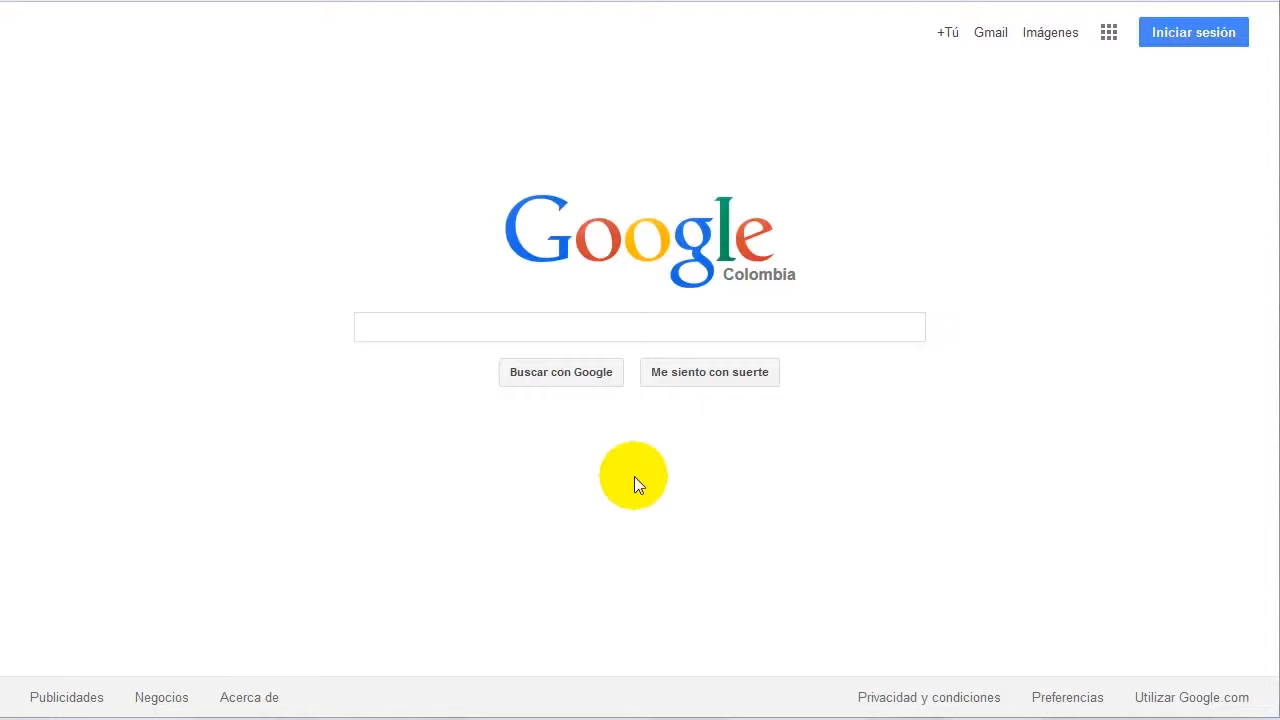 +Tú Gmail Imágenes Iniciar sesión
Google
Colombia
Buscar con Google Me siento con suerte
Publicidades Negocios Acerca de Privacidad y condiciones Preferencias Utilizar Google.com